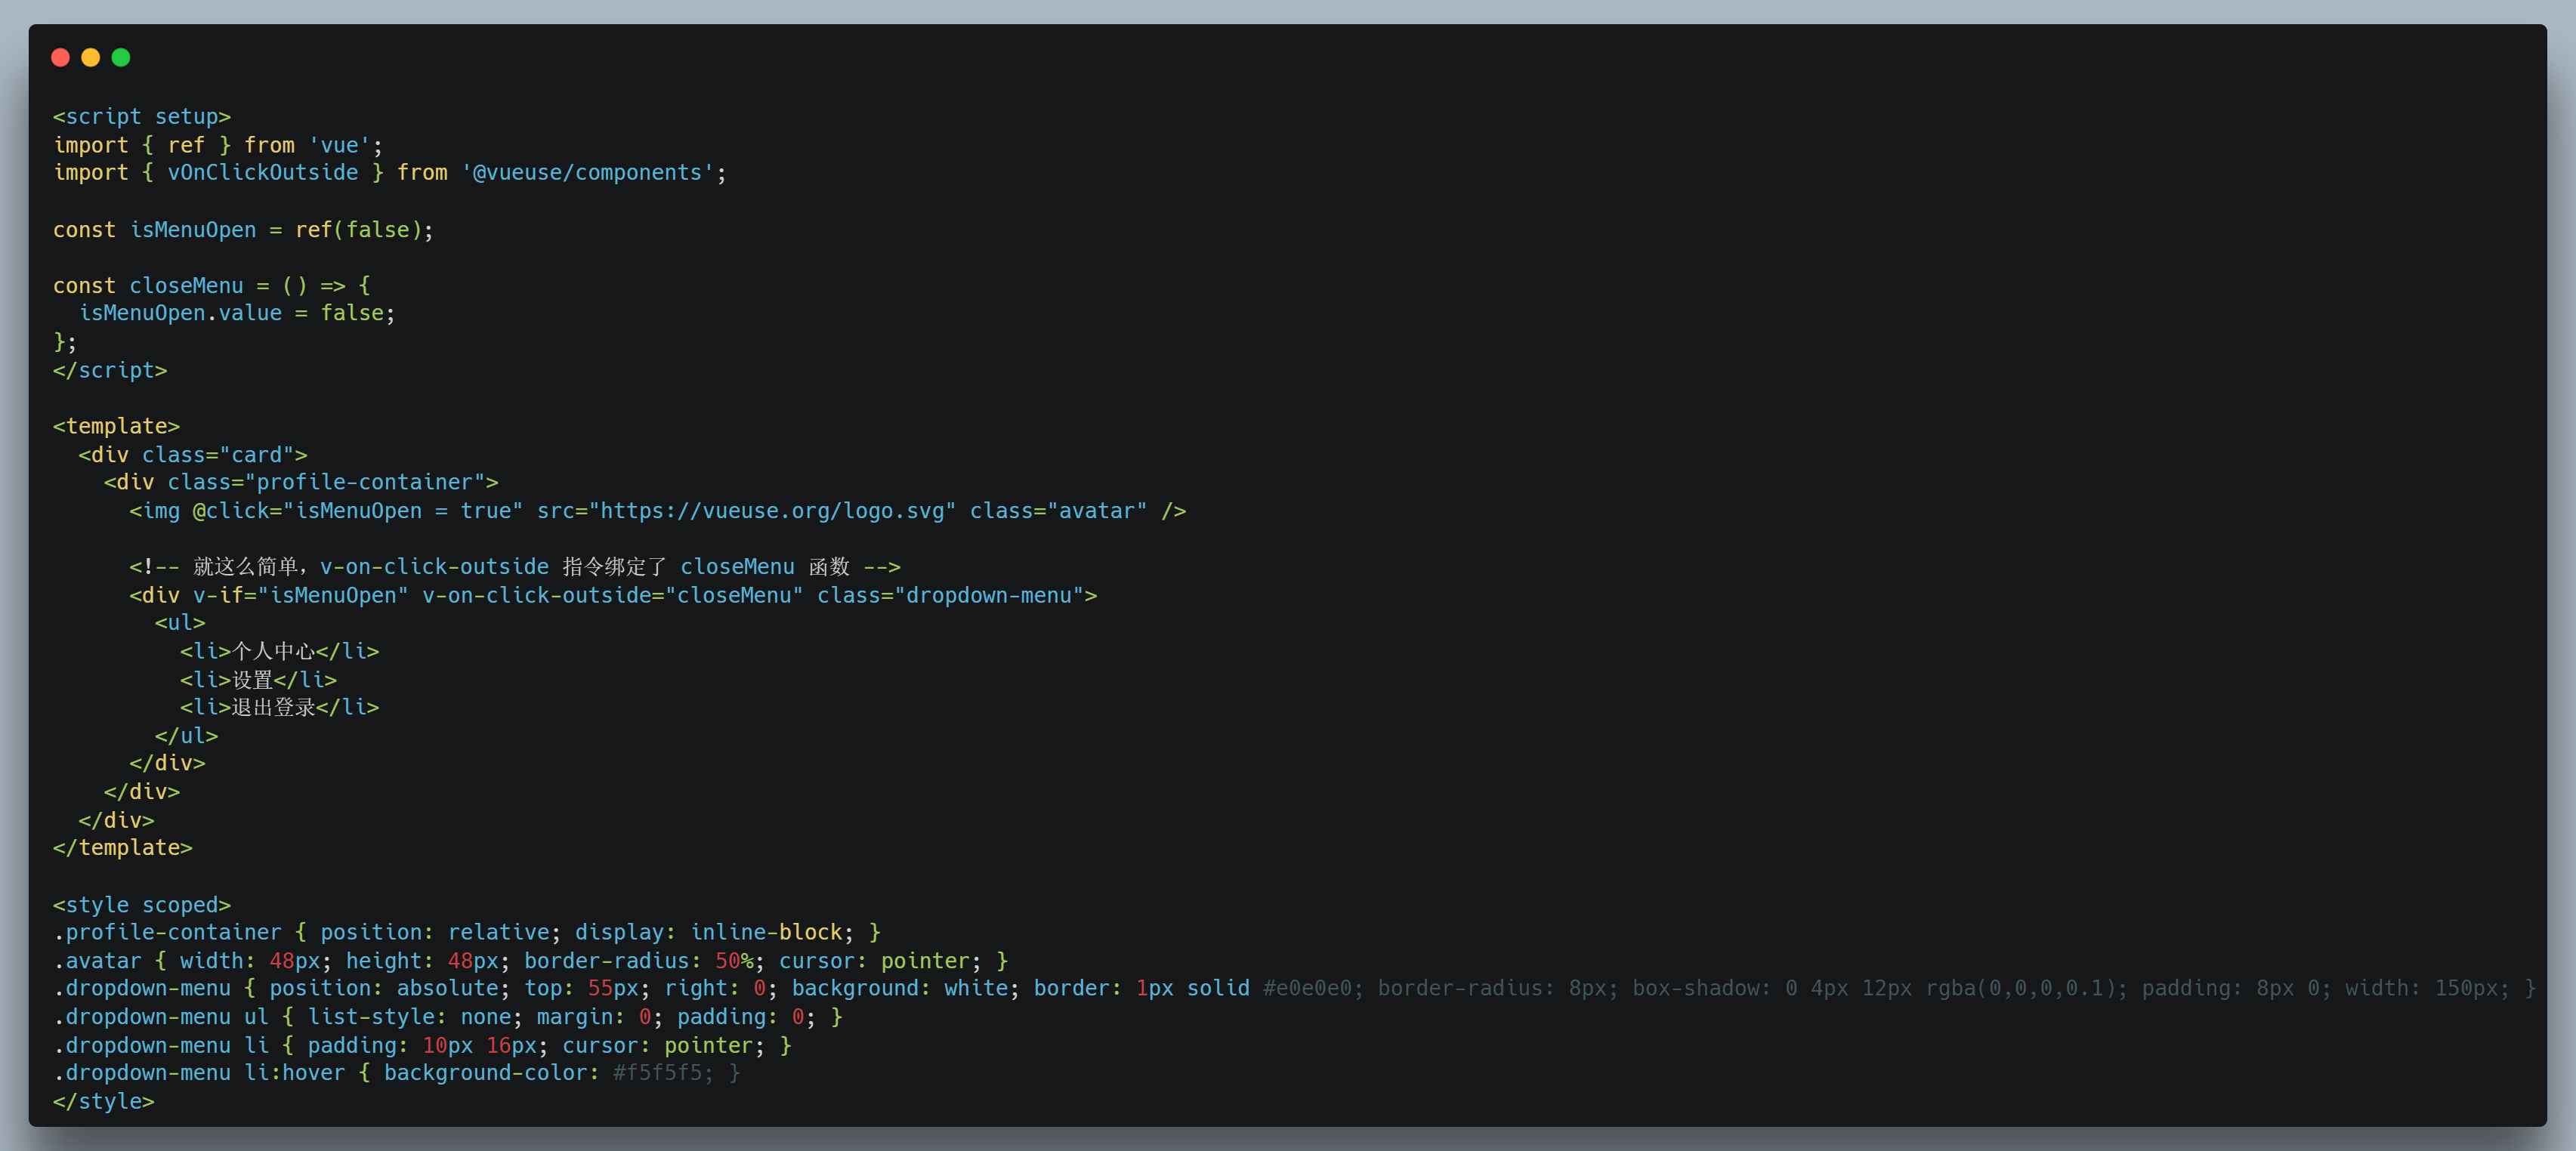 <script setup>
import { ref } from 'vue';
import { vOnClickOutside } from '@vueuse/components';

const isMenuOpen = ref(false);

const closeMenu = () => {
  isMenuOpen.value = false;
};
</script>

<template>
  <div class="card">
    <div class="profile-container">
      <img @click="isMenuOpen = true" src="https://vueuse.org/logo.svg" class="avatar" />

      <!-- 就这么简单，v-on-click-outside 指令绑定了 closeMenu 函数 -->
      <div v-if="isMenuOpen" v-on-click-outside="closeMenu" class="dropdown-menu">
        <ul>
          <li>个人中心</li>
          <li>设置</li>
          <li>退出登录</li>
        </ul>
      </div>
    </div>
  </div>
</template>

<style scoped>
.profile-container { position: relative; display: inline-block; }
.avatar { width: 48px; height: 48px; border-radius: 50%; cursor: pointer; }
.dropdown-menu { position: absolute; top: 55px; right: 0; background: white; border: 1px solid #e0e0e0; border-radius: 8px; box-shadow: 0 4px 12px rgba(0,0,0,0.1); padding: 8px 0; width: 150px; }
.dropdown-menu ul { list-style: none; margin: 0; padding: 0; }
.dropdown-menu li { padding: 10px 16px; cursor: pointer; }
.dropdown-menu li:hover { background-color: #f5f5f5; }
</style>